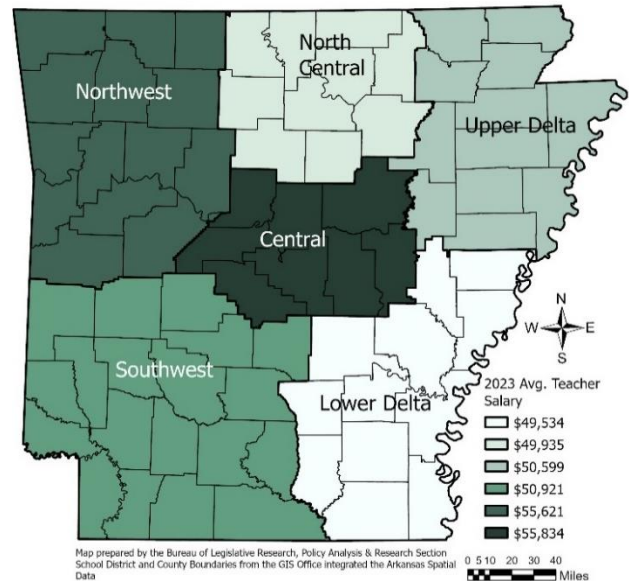 North
Central
Northwest
Upper Delta
Central
Southwest
Lower Delta
N
W E
S
2023 Avg. Teacher
Salary
$49,534
$49,935
$50,599
$50,921
$55,621
$55,834
Map prepared by the Bureau of Legislative Research, Policy Analysis & Research Section
School District and County Boundaries from the GIS Office integrated the Arkansas Spatial
Data
0 5 10 20 30 40
Miles